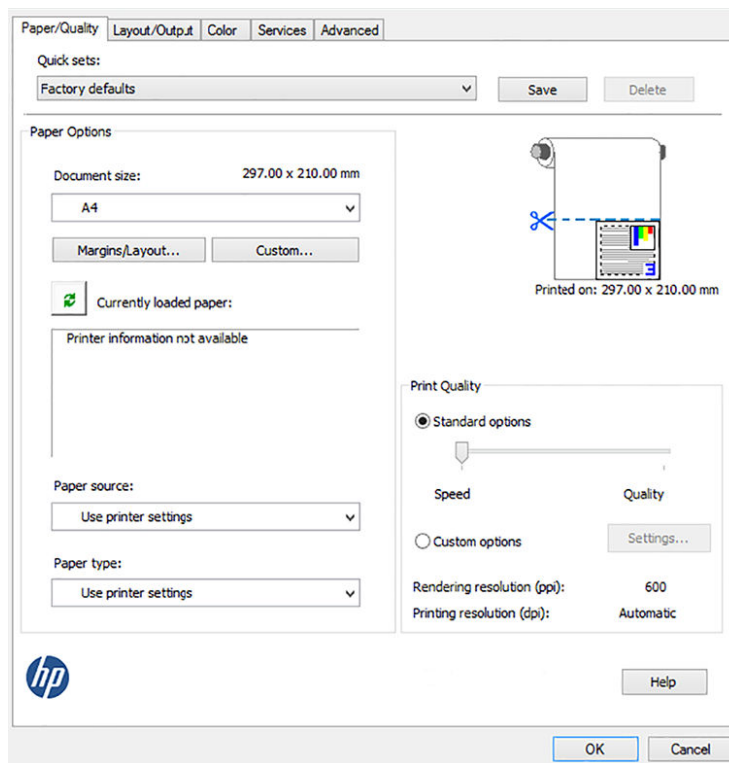 Paper/Quality Layout/Output Color Services Advanced
Quick sets:
Factory defaults Save Delete
Paper Options
Document size: 297.00 x 210.00 mm
A4
Margins/Layout... Custom...
Currently loaded paper:
Printer information not available
3
Printed on: 297.00 x 210.00 mm
Print Quality
Standard options
Speed Quality
Custom options Settings...
Rendering resolution (ppi): 600
Printing resolution (dpi): Automatic
Paper source:
Use printer settings
Paper type:
Use printer settings
hp
Help
OK Cancel